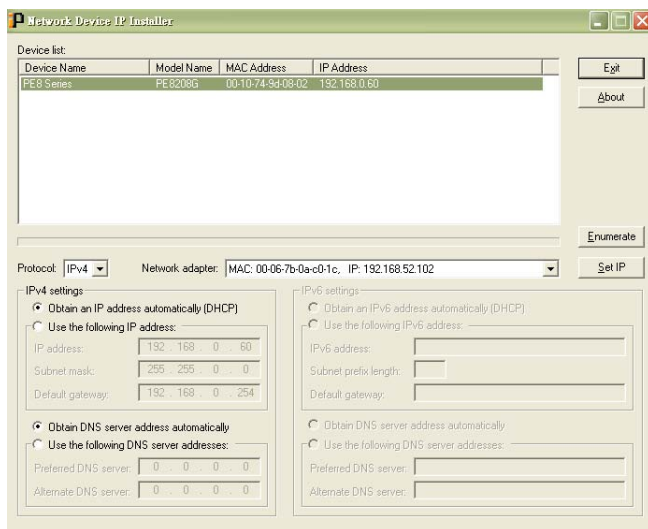 Network Device IP Installer
Device list:
Device Name Model Name MAC Address IP Address
PE8 Series PE8208G 00-10-74-9d-08-02 192.168.0.60
Exit
About
Enumerate
Protocol: IPv4 Network adapter: MAC: 00-06-7b-0a-c0-1c, IP: 192.168.52.102 Set IP
IPv4 settings
Obtain an IP address automatically (DHCP)
Use the following IP address:
IP address: 192 . 168 . 0 . 60
Subnet mask: 255 . 255 . 0 . 0
Default gateway: 192 . 168 . 0 . 254
Obtain DNS server address automatically
Use the following DNS server addresses:
Preferred DNS server: 0 . 0 . 0 . 0
Alternate DNS server: 0 . 0 . 0 . 0
IPv6 settings
Obtain an IPv6 address automatically (DHCP)
Use the following IPv6 address:
IPv6 address:
Subnet prefix length:
Default gateway:
Obtain DNS server address automatically
Use the following DNS server addresses:
Preferred DNS server:
Alternate DNS server: